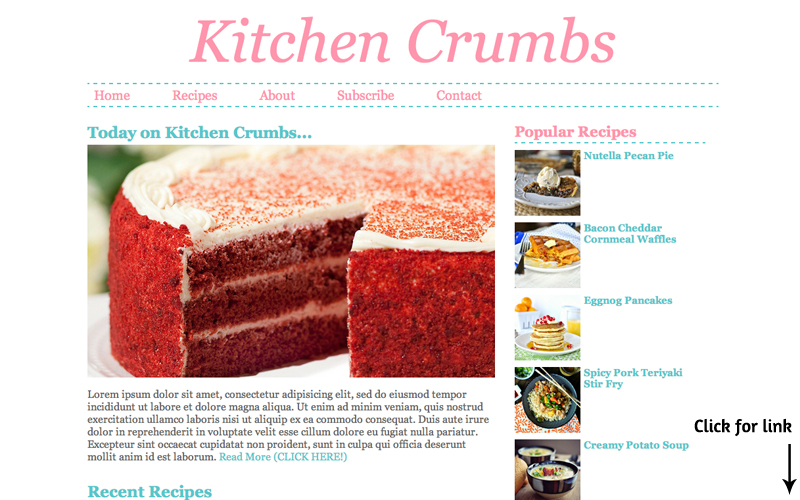 Kitchen Crumbs
Home Recipes About Subscribe Contact
Today on Kitchen Crumbs...
Lorem ipsum dolor sit amet, consectetur adipisicing elit, sed do eiusmod tempor
incididunt ut labore et dolore magna aliqua. Ut enim ad minim veniam, quis nostrud
exercitation ullamco laboris nisi ut aliquip ex ea commodo consequat. Duis aute irure
dolor in reprehenderit in voluptate velit esse cillum dolore eu fugiat nulla pariatur.
Excepteur sint occaecat cupidatat non proident, sunt in culpa qui officia deserunt
mollit anim id est laborum. Read More (CLICK HERE!)
Recent Recipes
Popular Recipes
Nutella Pecan Pie
Bacon Cheddar
Cornmeal Waffles
Eggnog Pancakes
Spicy Pork Teriyaki
Stir Fry
Creamy Potato Soup
Click for link